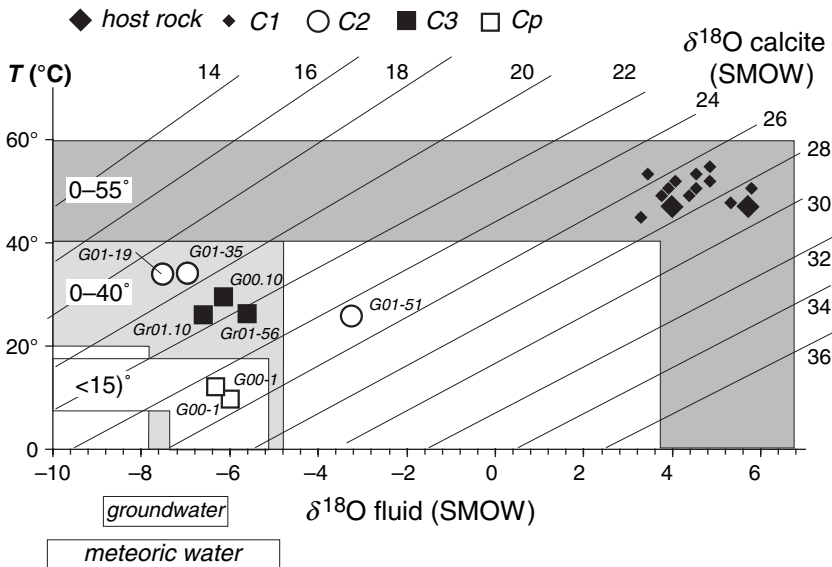 host rock C1 C2 C3 Cp
δ18O calcite
(SMOW)
T (°C)
14 16 18 20 22 24 26 28 30 32 34 36
60°
40°
20°
0
0–55°
0–40°
<15)°
G01-19
G01-35
G00.10
Gr01.10
Gr01-56
G01-51
G00-1
G00-1
–10 –8 –6 –4 –2 0 2 4 6
δ18O fluid (SMOW)
groundwater
meteoric water